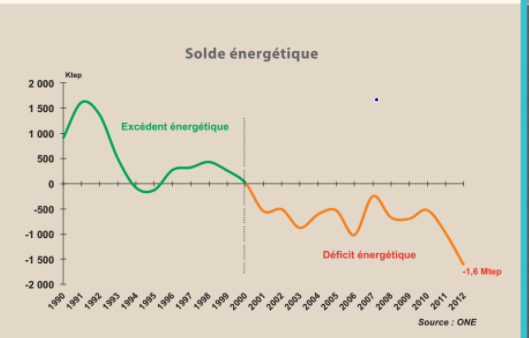 Solde énergétique
Ktep
2 000
1 500
1 000
500
0
-500
-1 000
-1 500
-2 000
Excédent énergétique
Déficit énergétique
-1,6 Mtep
1990 1991 1992 1993 1994 1995 1996 1997 1998 1999 2000 2001 2002 2003 2004 2005 2006 2007 2008 2009 2010 2011 2012
Source : ONE